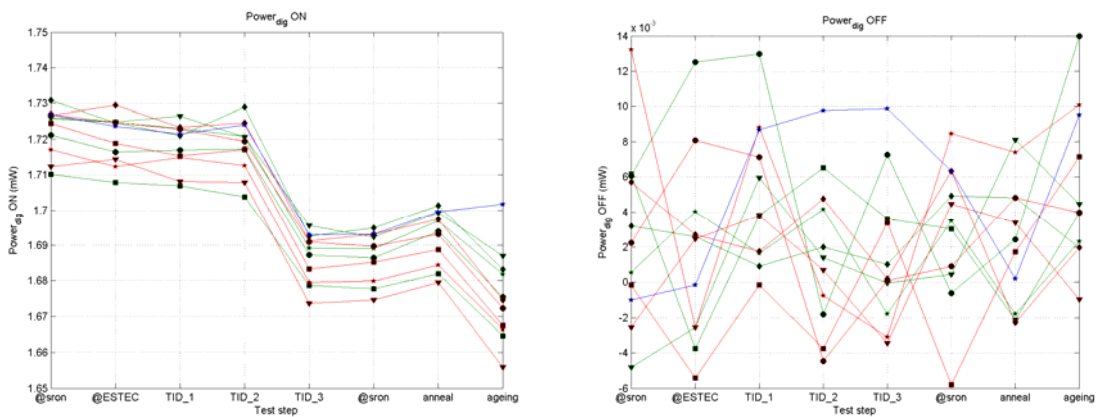 Power_dig ON
1.75
1.74
1.73
1.72
1.71
1.7
1.69
1.68
1.67
1.66
1.65
Power_dig ON (mW)
@sron @ESTEC TID_1 TID_2 TID_3 @sron anneal ageing
Test step
Power_dig OFF
x 10^-3
14
12
10
8
6
4
2
0
-2
-4
-6
Power_dig OFF (mW)
@sron @ESTEC TID_1 TID_2 TID_3 @sron anneal ageing
Test step